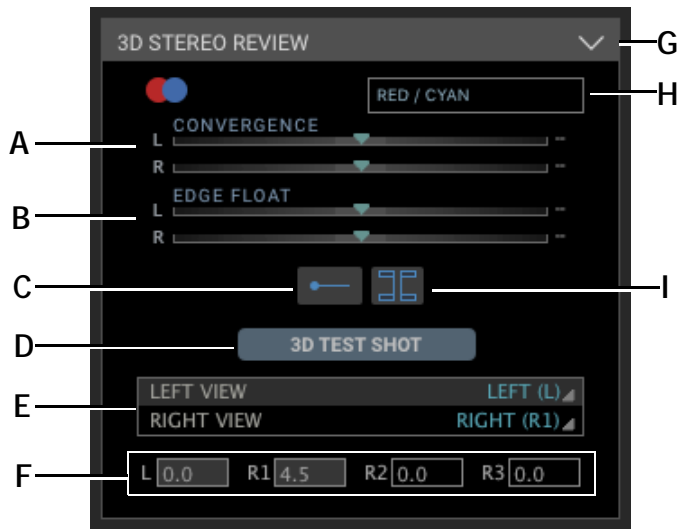 3D STEREO REVIEW
G
RED / CYAN
H
A
CONVERGENCE
L --
R --
B
EDGE FLOAT
L --
R --
C
I
D
3D TEST SHOT
E
LEFT VIEW LEFT (L)
RIGHT VIEW RIGHT (R1)
F
L 0.0 R1 4.5 R2 0.0 R3 0.0